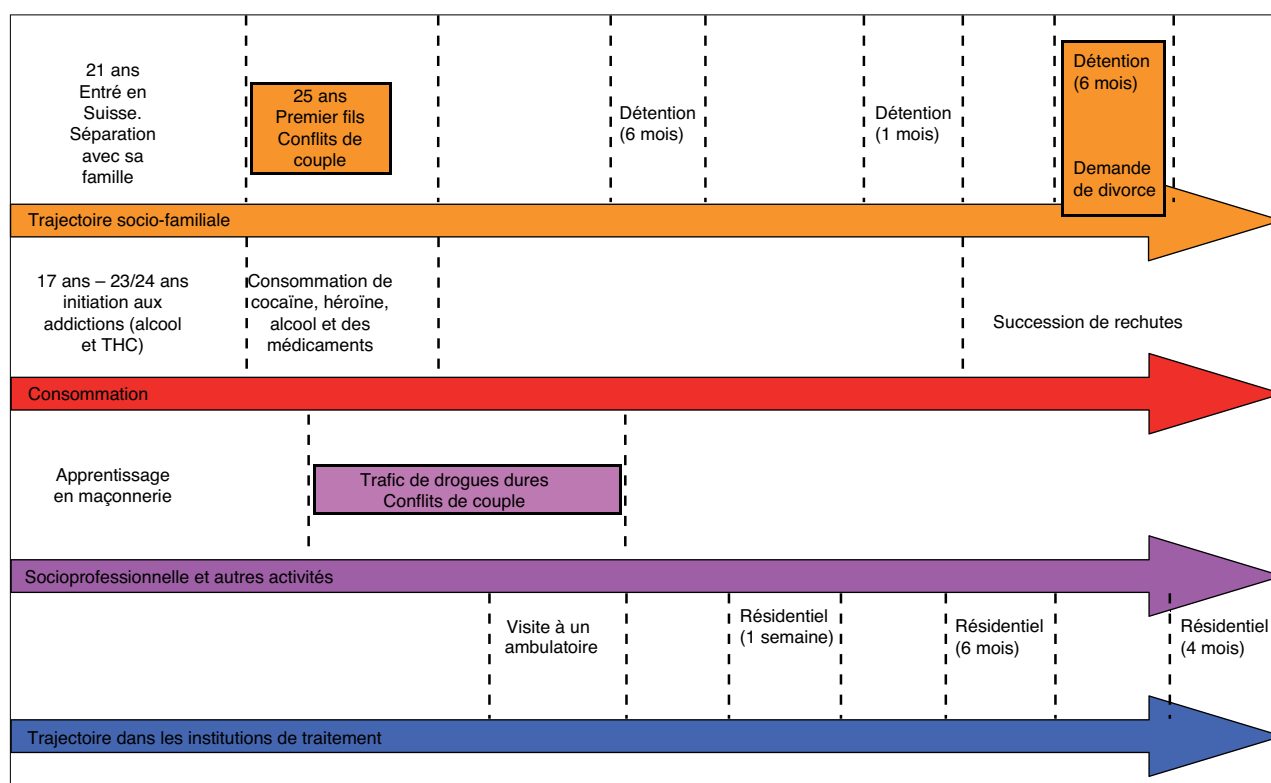 21 ans
Entré en
Suisse.
Séparation
avec sa
famille
25 ans
Premier fils
Conflits de
couple
Détention
(6 mois)
Détention
(1 mois)
Détention
(6 mois)
Demande
de divorce
Trajectoire socio-familiale
17 ans – 23/24 ans
initiation aux
addictions (alcool
et THC)
Consommation de
cocaïne, héroïne,
alcool et des
médicaments
Succession de rechutes
Consommation
Apprentissage
en maçonnerie
Trafic de drogues dures
Conflits de couple
Socioprofessionnelle et autres activités
Visite à un
ambulatoire
Résidentiel
(1 semaine)
Résidentiel
(6 mois)
Résidentiel
(4 mois)
Trajectoire dans les institutions de traitement